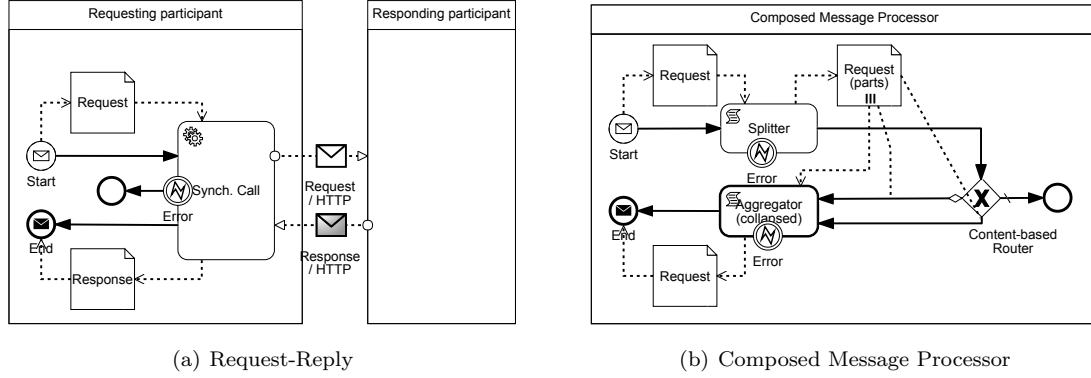 Requesting participant
Responding participant
Request
Start
Synch. Call
Error
End
Response
Request
/ HTTP
Response
/ HTTP
(a) Request-Reply
Composed Message Processor
Request
Request
(parts)
Start
Splitter
Error
Aggregator
(collapsed)
End
Error
Request
Content-based
Router
(b) Composed Message Processor